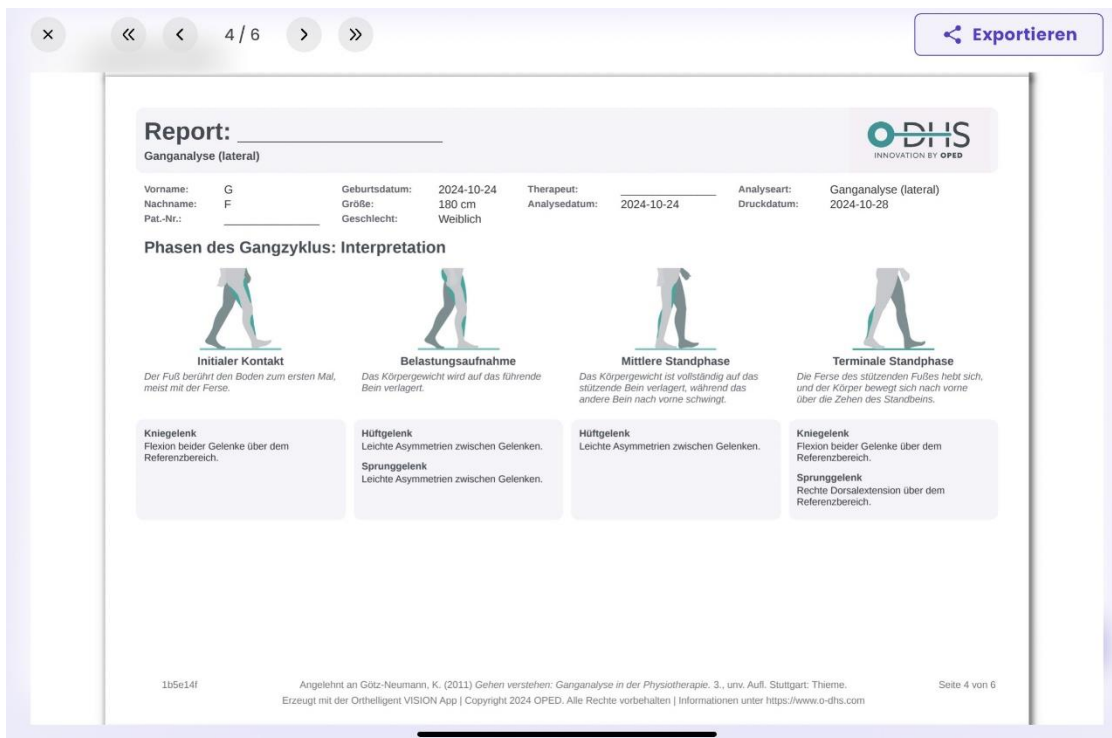 4 / 6
Exportieren
Report: ____________________
Ganganalyse (lateral)
O-DHS
INNOVATION BY OPED
Vorname: G
Nachname: F
Pat.-Nr.: ____________________
Geburtsdatum: 2024-10-24
Größe: 180 cm
Geschlecht: Weiblich
Therapeut: ____________________
Analysedatum: 2024-10-24
Analyseart: Ganganalyse (lateral)
Druckdatum: 2024-10-28
Phasen des Gangzyklus: Interpretation
Initialer Kontakt
Der Fuß berührt den Boden zum ersten Mal,
meist mit der Ferse.
Kniegelenk
Flexion beider Gelenke über dem
Referenzbereich.
Belastungsaufnahme
Das Körpergewicht wird auf das führende
Bein verlagert.
Hüftgelenk
Leichte Asymmetrien zwischen Gelenken.
Sprunggelenk
Leichte Asymmetrien zwischen Gelenken.
Mittlere Standphase
Das Körpergewicht ist vollständig auf das
stützende Bein verlagert, während das
andere Bein nach vorne schwingt.
Hüftgelenk
Leichte Asymmetrien zwischen Gelenken.
Terminale Standphase
Die Ferse des stützenden Fußes hebt sich,
und der Körper bewegt sich nach vorne
über die Zehen des Standbeins.
Kniegelenk
Flexion beider Gelenke über dem
Referenzbereich.
Sprunggelenk
Rechte Dorsalextension über dem
Referenzbereich.
1b5e14f
Angelehnt an Götz-Neumann, K. (2011) Gehen verstehen: Ganganalyse in der Physiotherapie. 3., unv. Aufl. Stuttgart: Thieme.
Erzeugt mit der Orthelligent VISION App | Copyright 2024 OPED. Alle Rechte vorbehalten | Informationen unter https://www.o-dhs.com
Seite 4 von 6